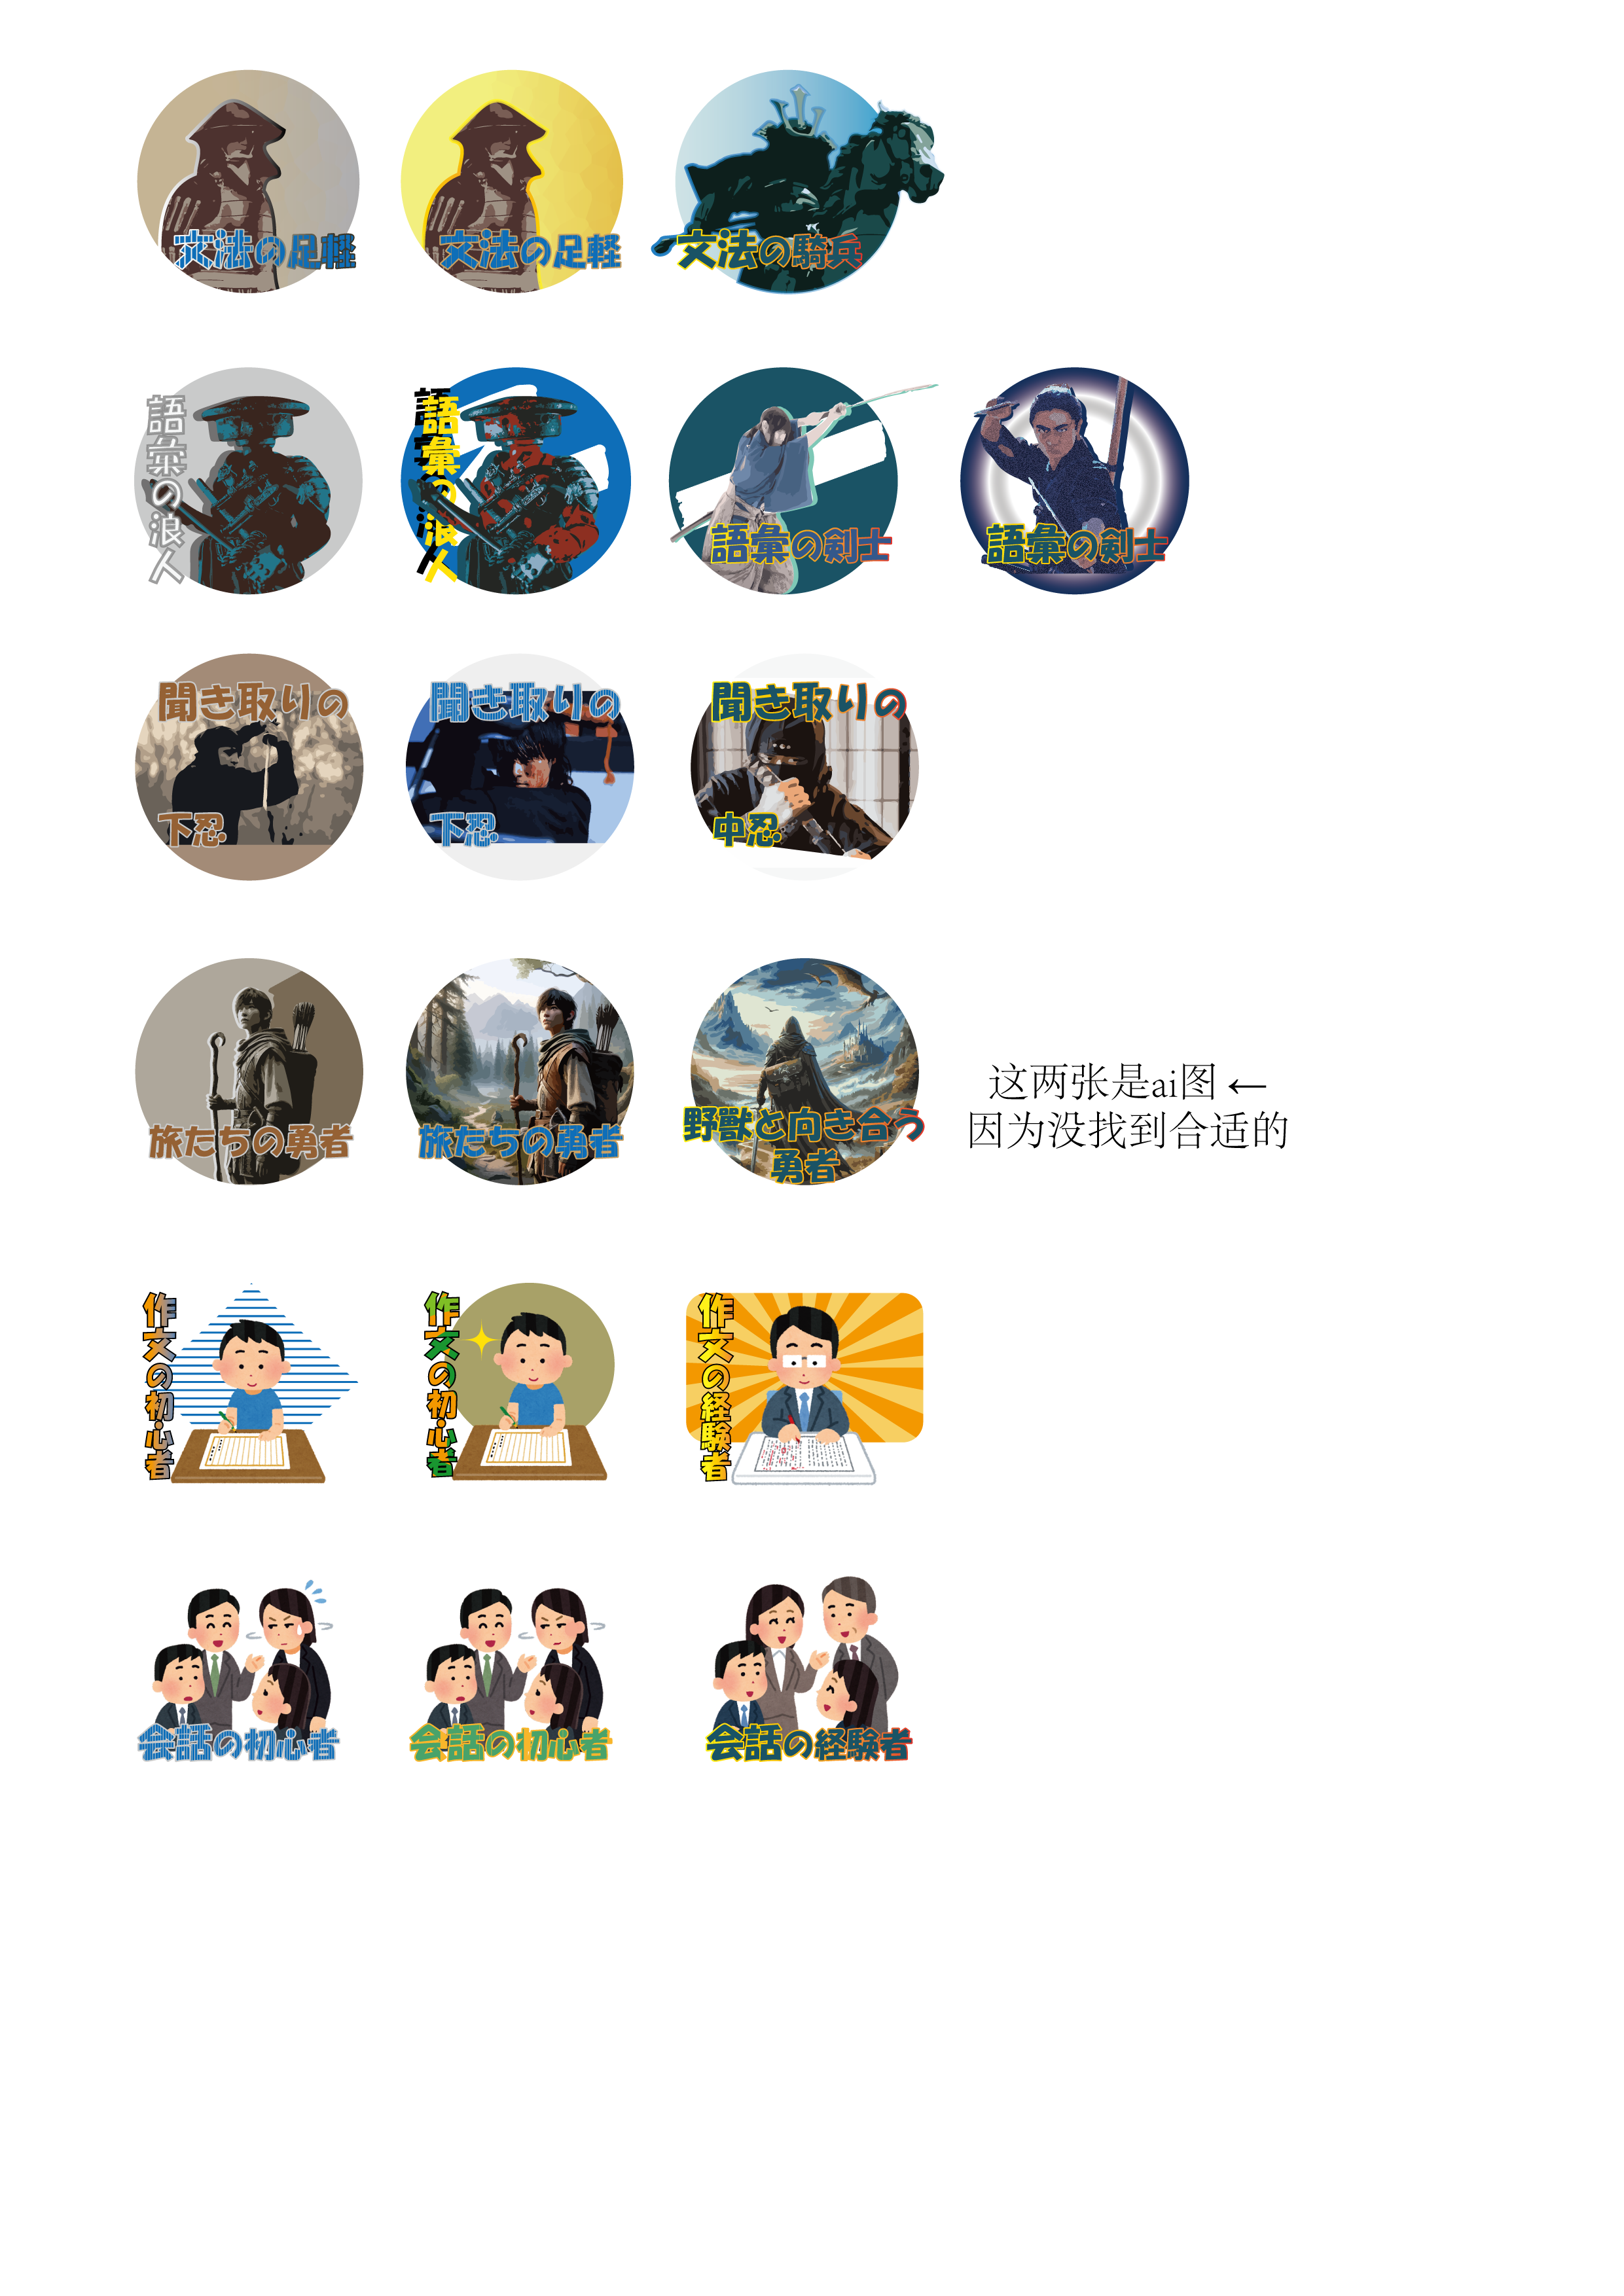 文法の足軽
文法の足軽
文法の騎兵
語彙の浪人
語彙の浪人
語彙の剣士
語彙の剣士
聞き取りの
下忍
聞き取りの
下忍
聞き取りの
中忍
旅たちの勇者
旅たちの勇者
野獣と向き合う
勇者
这两张是ai图 ←
因为没找到合适的
作文の初心者
作文の初心者
作文の経験者
会話の初心者
会話の初心者
会話の経験者